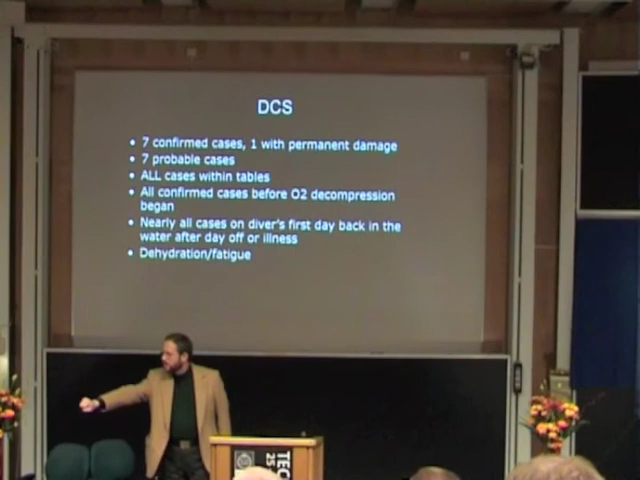 DCS
• 7 confirmed cases, 1 with permanent damage
• 7 probable cases
• ALL cases within tables
• All confirmed cases before O2 decompression
began
• Nearly all cases on diver's first day back in the
water after day off or illness
• Dehydration/fatigue
TEC
25